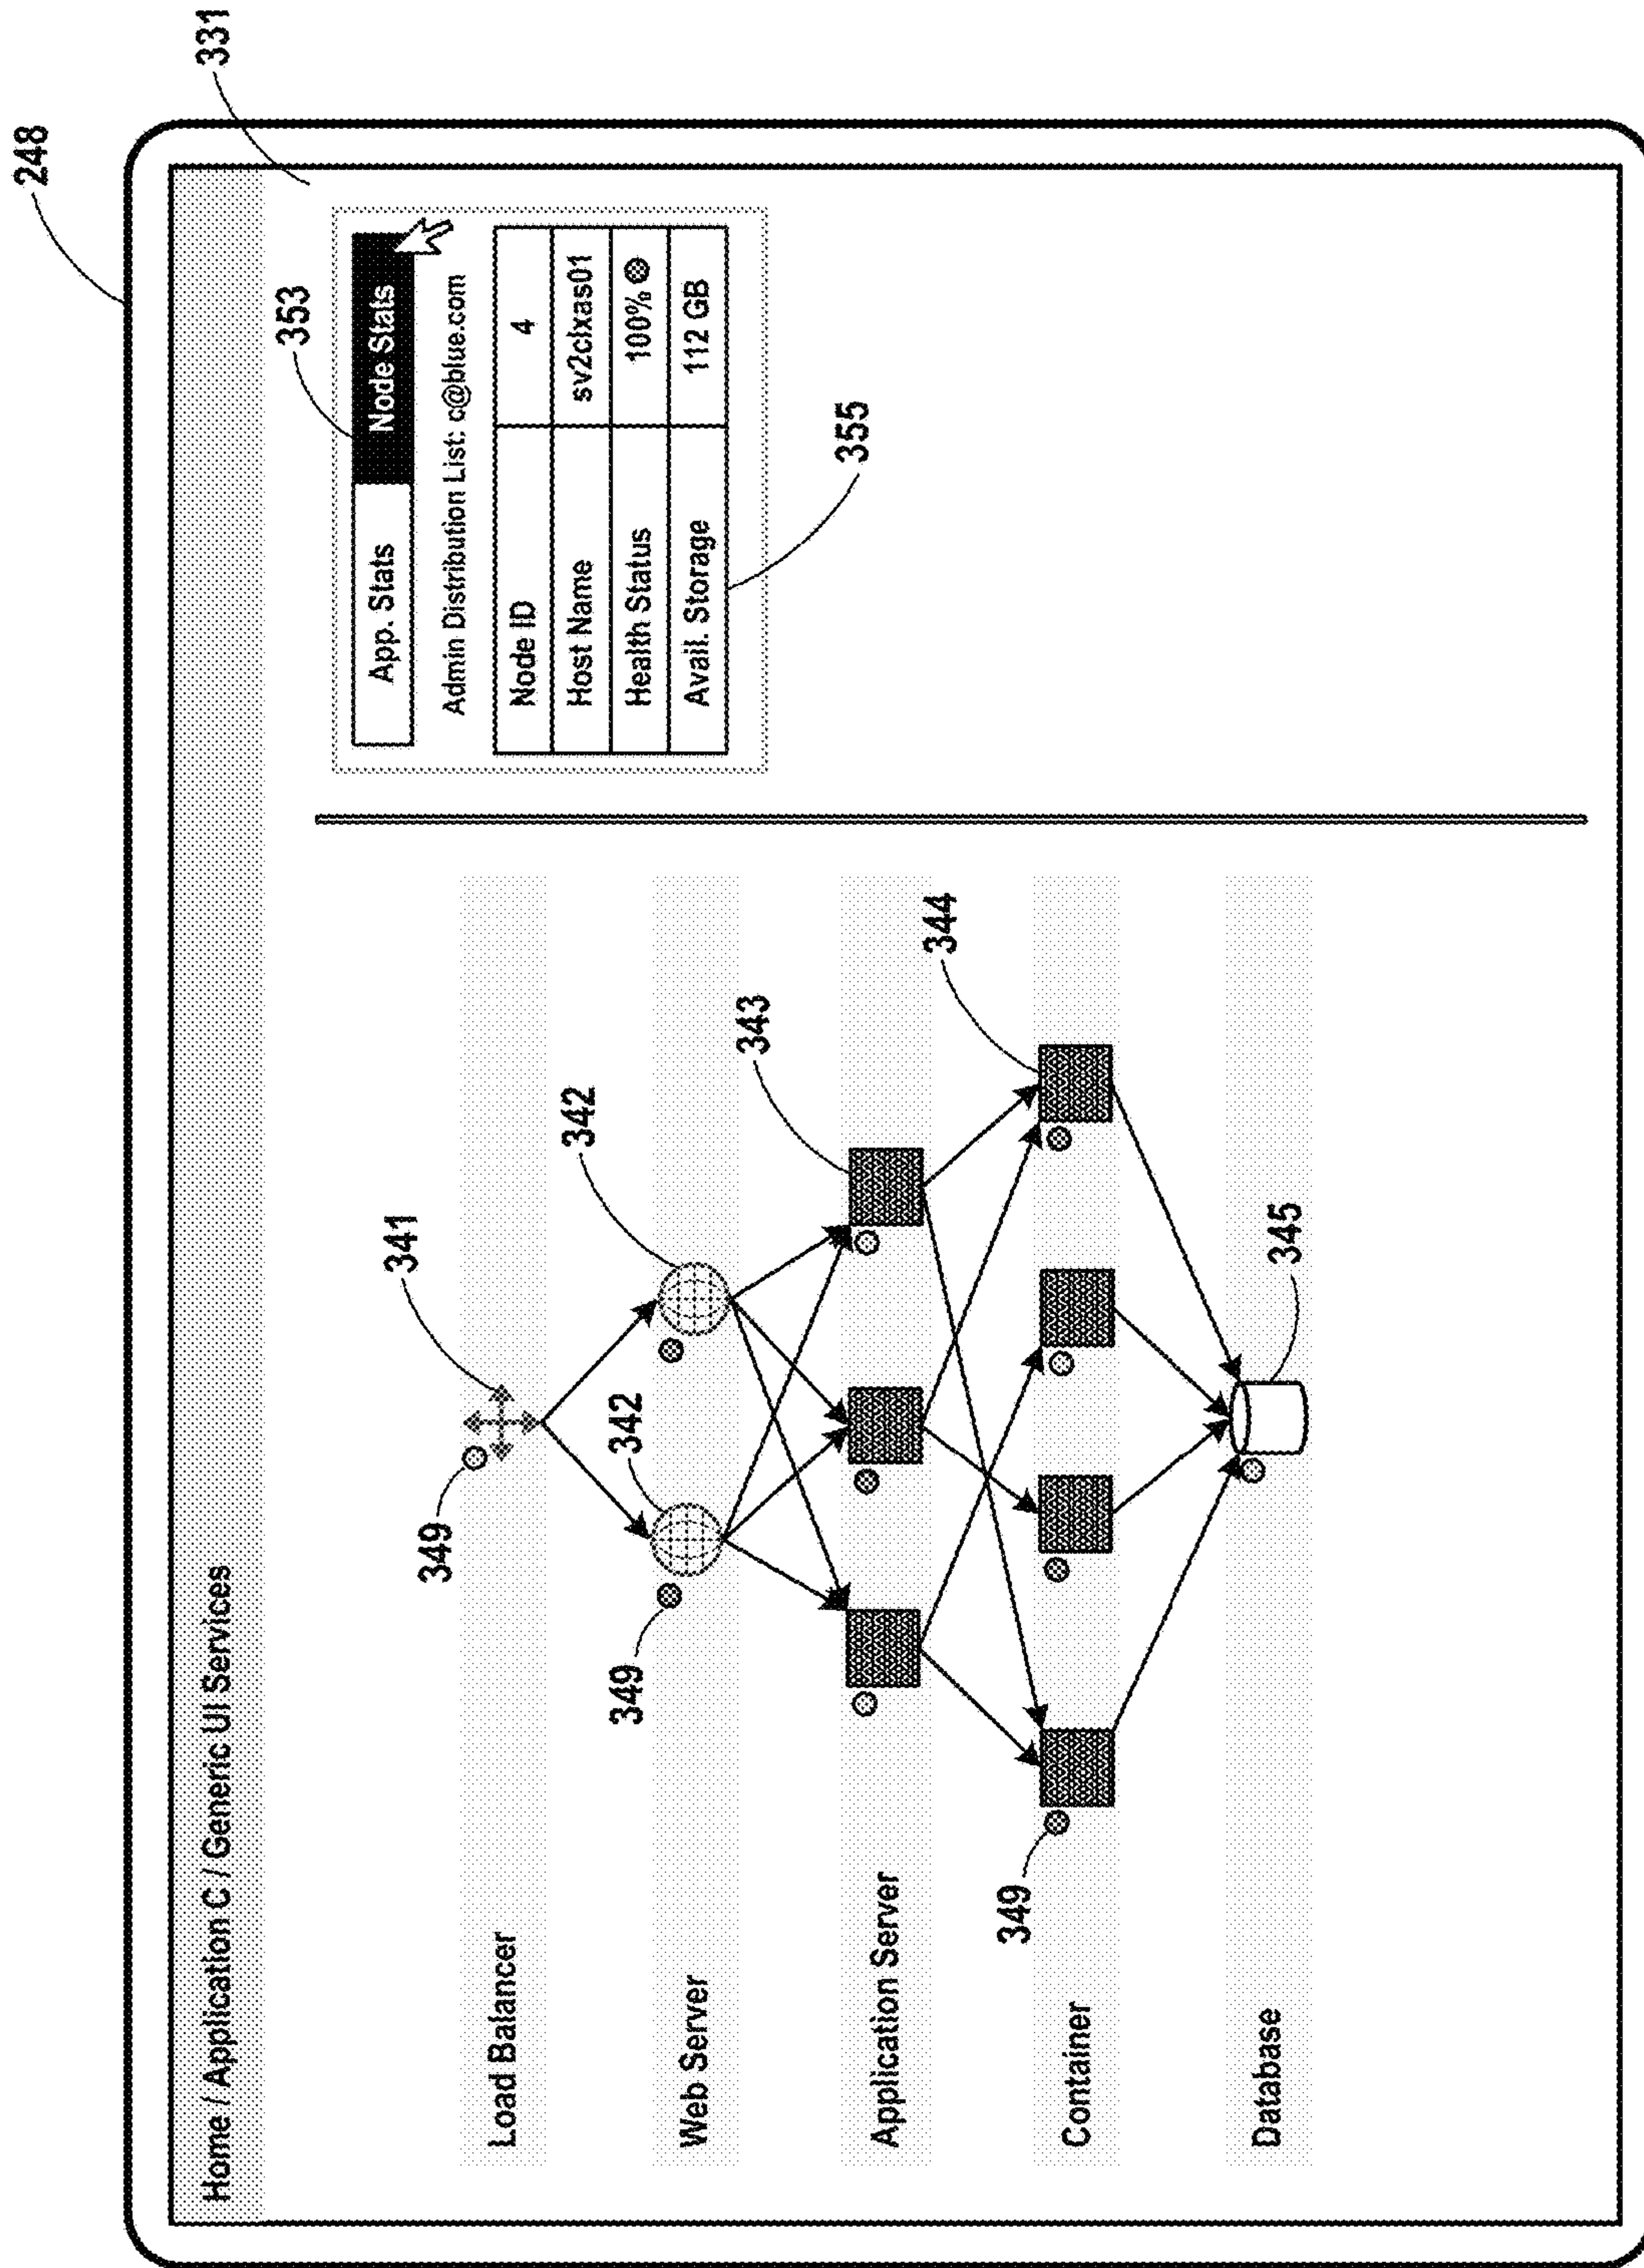 248
331
Home / Application C / Generic UI Services
353
App. Stats
Node Stats
Admin Distribution List: c@blue.com
Node ID 4
Host Name sv2clxas01
Health Status 100%
Avail. Storage 112 GB
355
Load Balancer
349
341
Web Server
349
342
342
Application Server
343
Container
349
344
Database
345